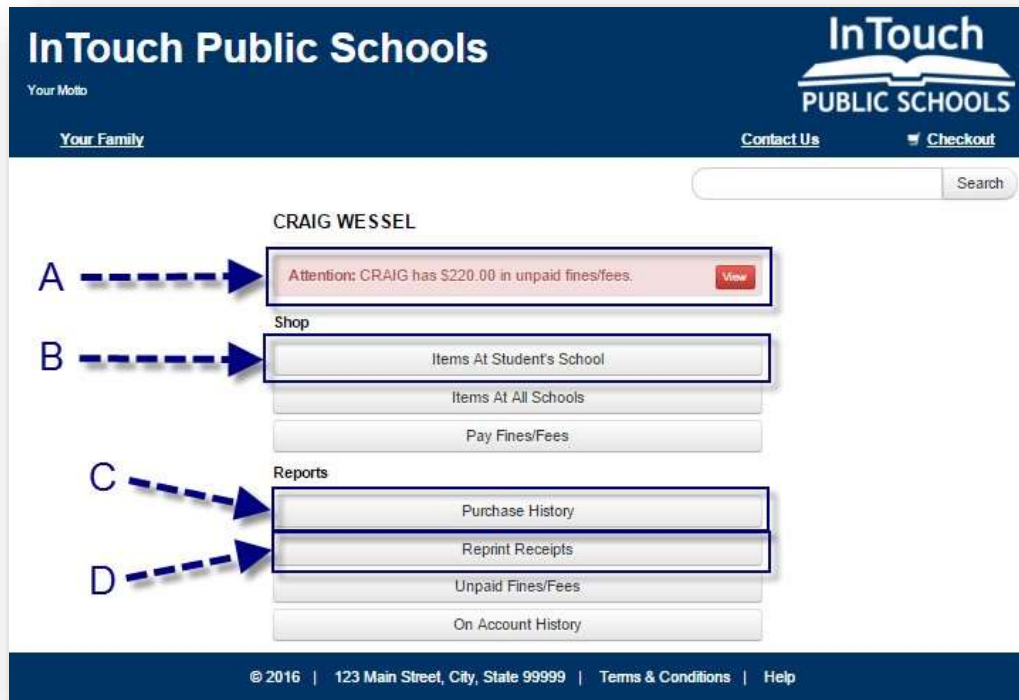 InTouch Public Schools
Your Motto
InTouch
PUBLIC SCHOOLS
Your Family
Contact Us
Checkout
Search
CRAIG WESSEL
A
Attention: CRAIG has $220.00 in unpaid fines/fees.
View
Shop
B
Items At Student's School
Items At All Schools
Pay Fines/Fees
Reports
C
Purchase History
D
Reprint Receipts
Unpaid Fines/Fees
On Account History
© 2016 | 123 Main Street, City, State 99999 | Terms & Conditions | Help